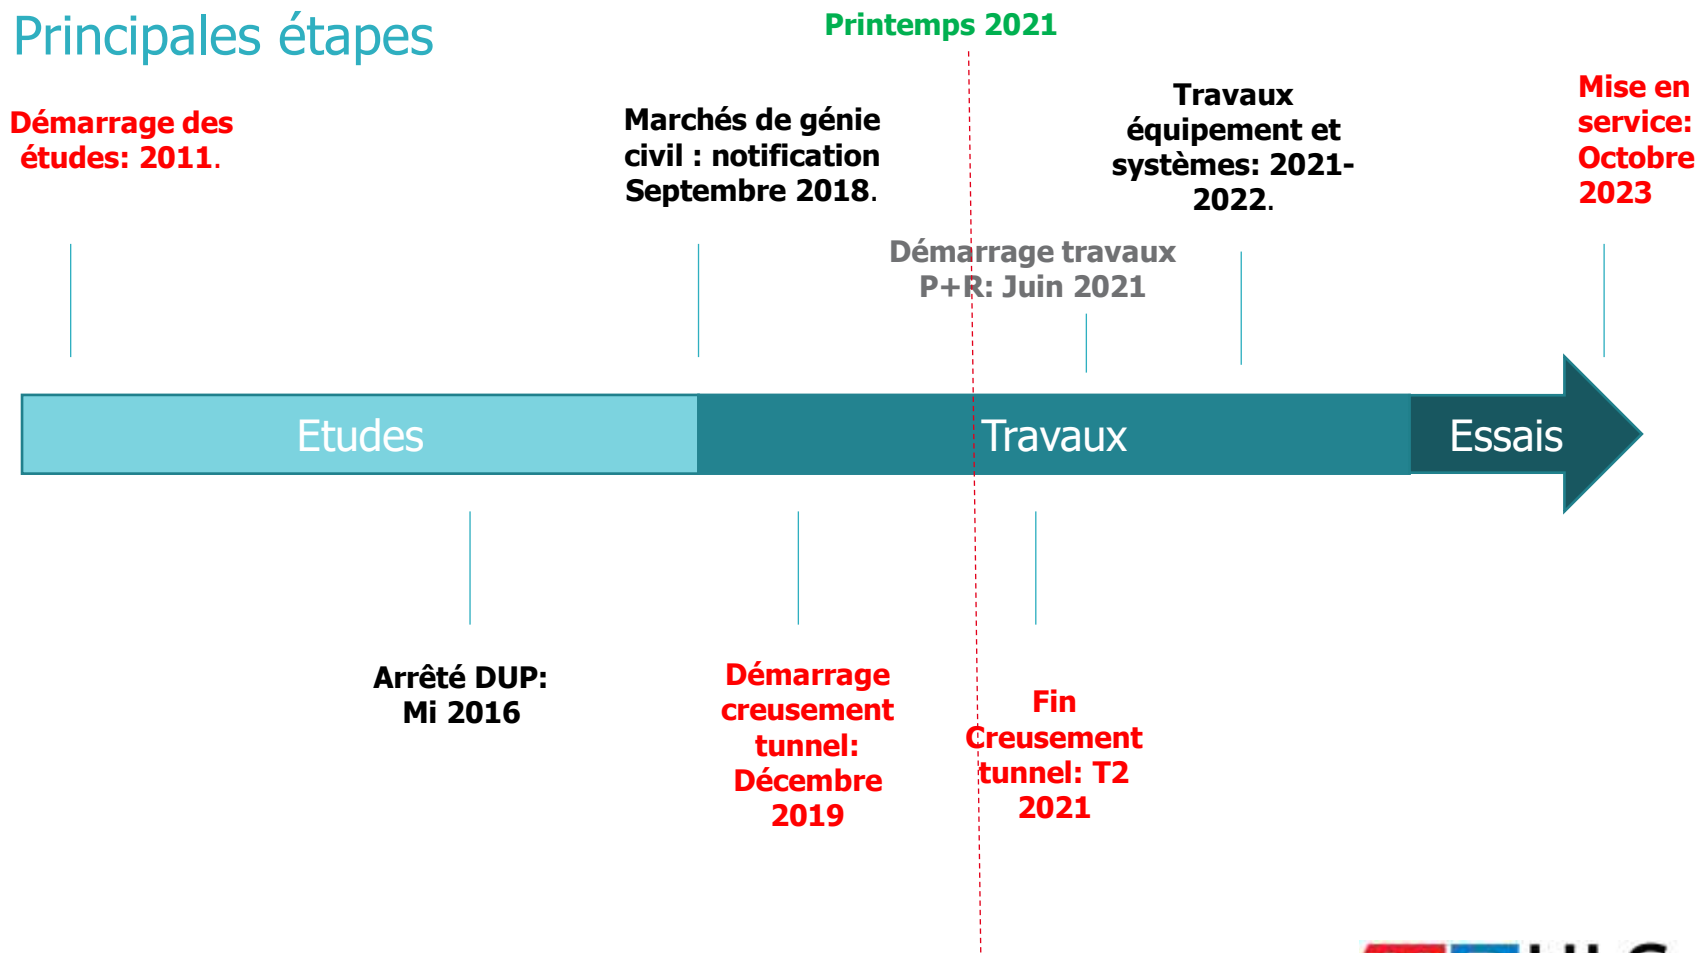 Principales étapes
Printemps 2021
Démarrage des
études: 2011.
Marchés de génie
civil : notification
Septembre 2018.
Travaux
équipement et
systèmes: 2021-
2022.
Mise en
service:
Octobre
2023
Démarrage travaux
P+R: Juin 2021
Etudes
Travaux
Essais
Arrêté DUP:
Mi 2016
Démarrage
creusement
tunnel:
Décembre
2019
Fin
Creusement
tunnel: T2
2021